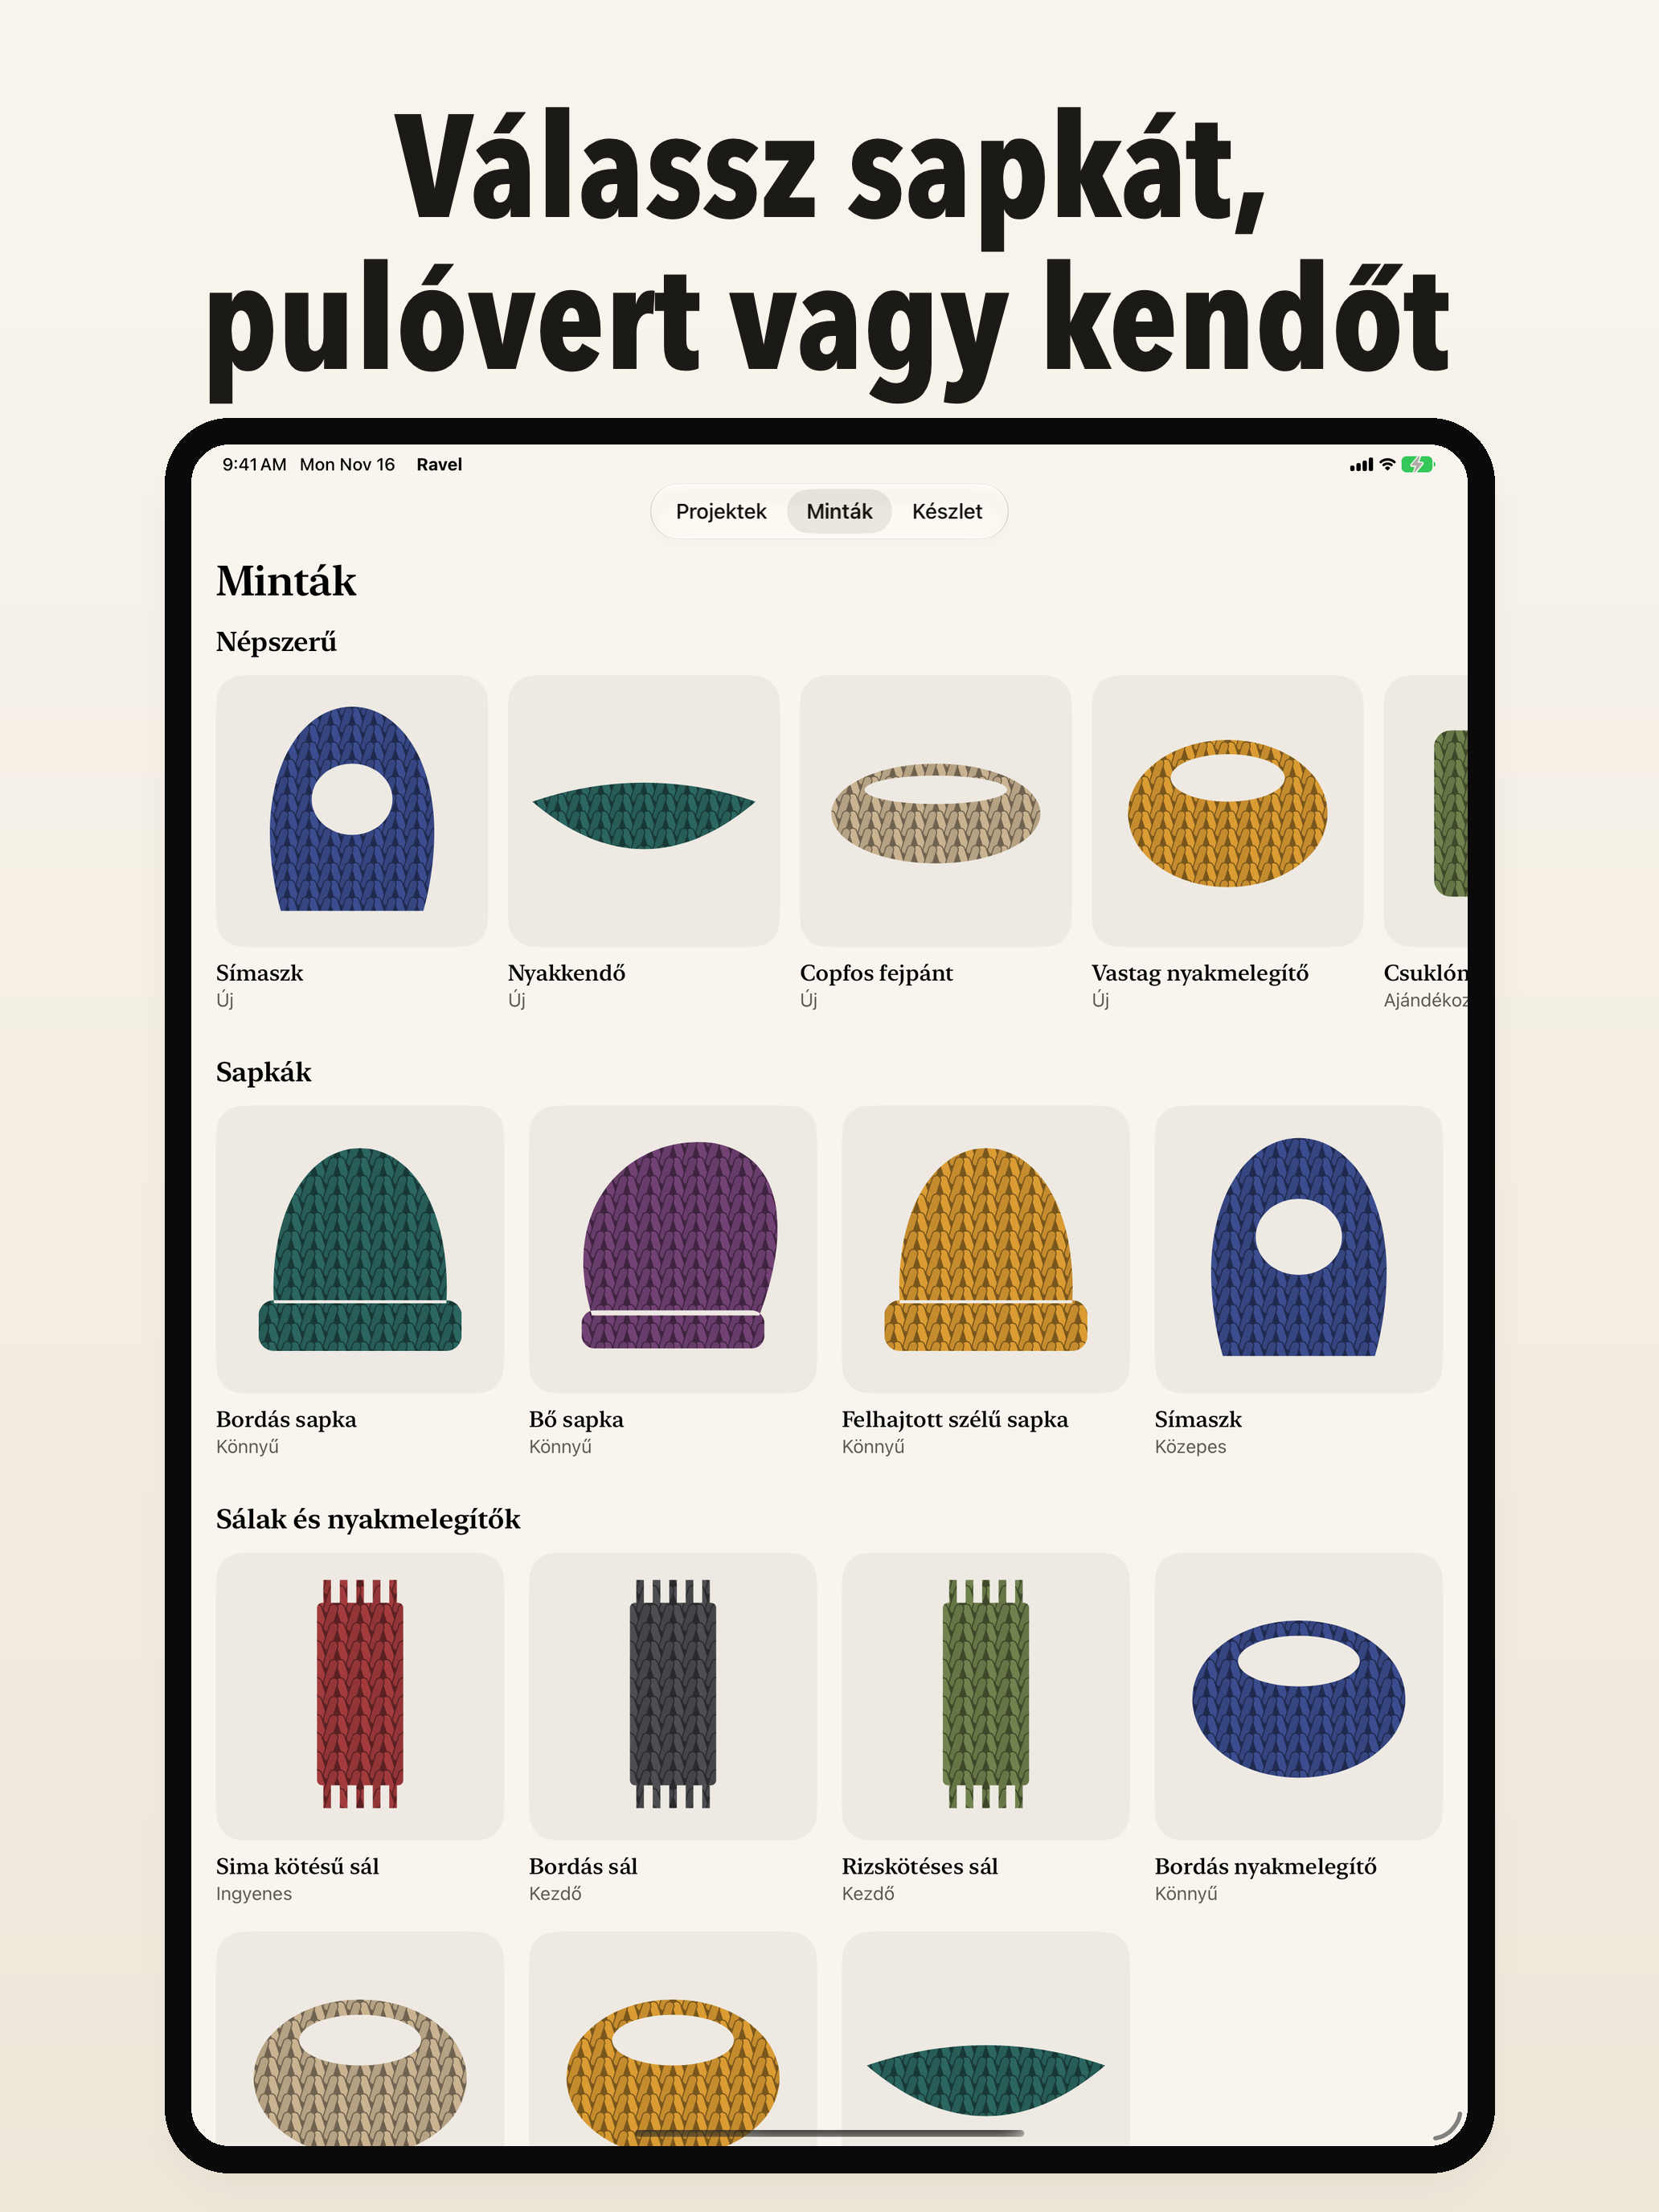 Válassz sapkát,
pulóvert vagy kendőt
9:41 AM Mon Nov 16 Ravel
Projektek Minták Készlet
Minták
Népszerű
Símaszk Nyakkendő Copfos fejpánt Vastag nyakmelegítő
Új Új Új Új
Sapkák
Bordás sapka Bő sapka Felhajtott szélű sapka Símaszk
Könnyű Könnyű Könnyű Közepes
Sálak és nyakmelegítők
Sima kötésű sál Bordás sál Rizskötéses sál Bordás nyakmelegítő
Ingyenes Kezdő Kezdő Könnyű